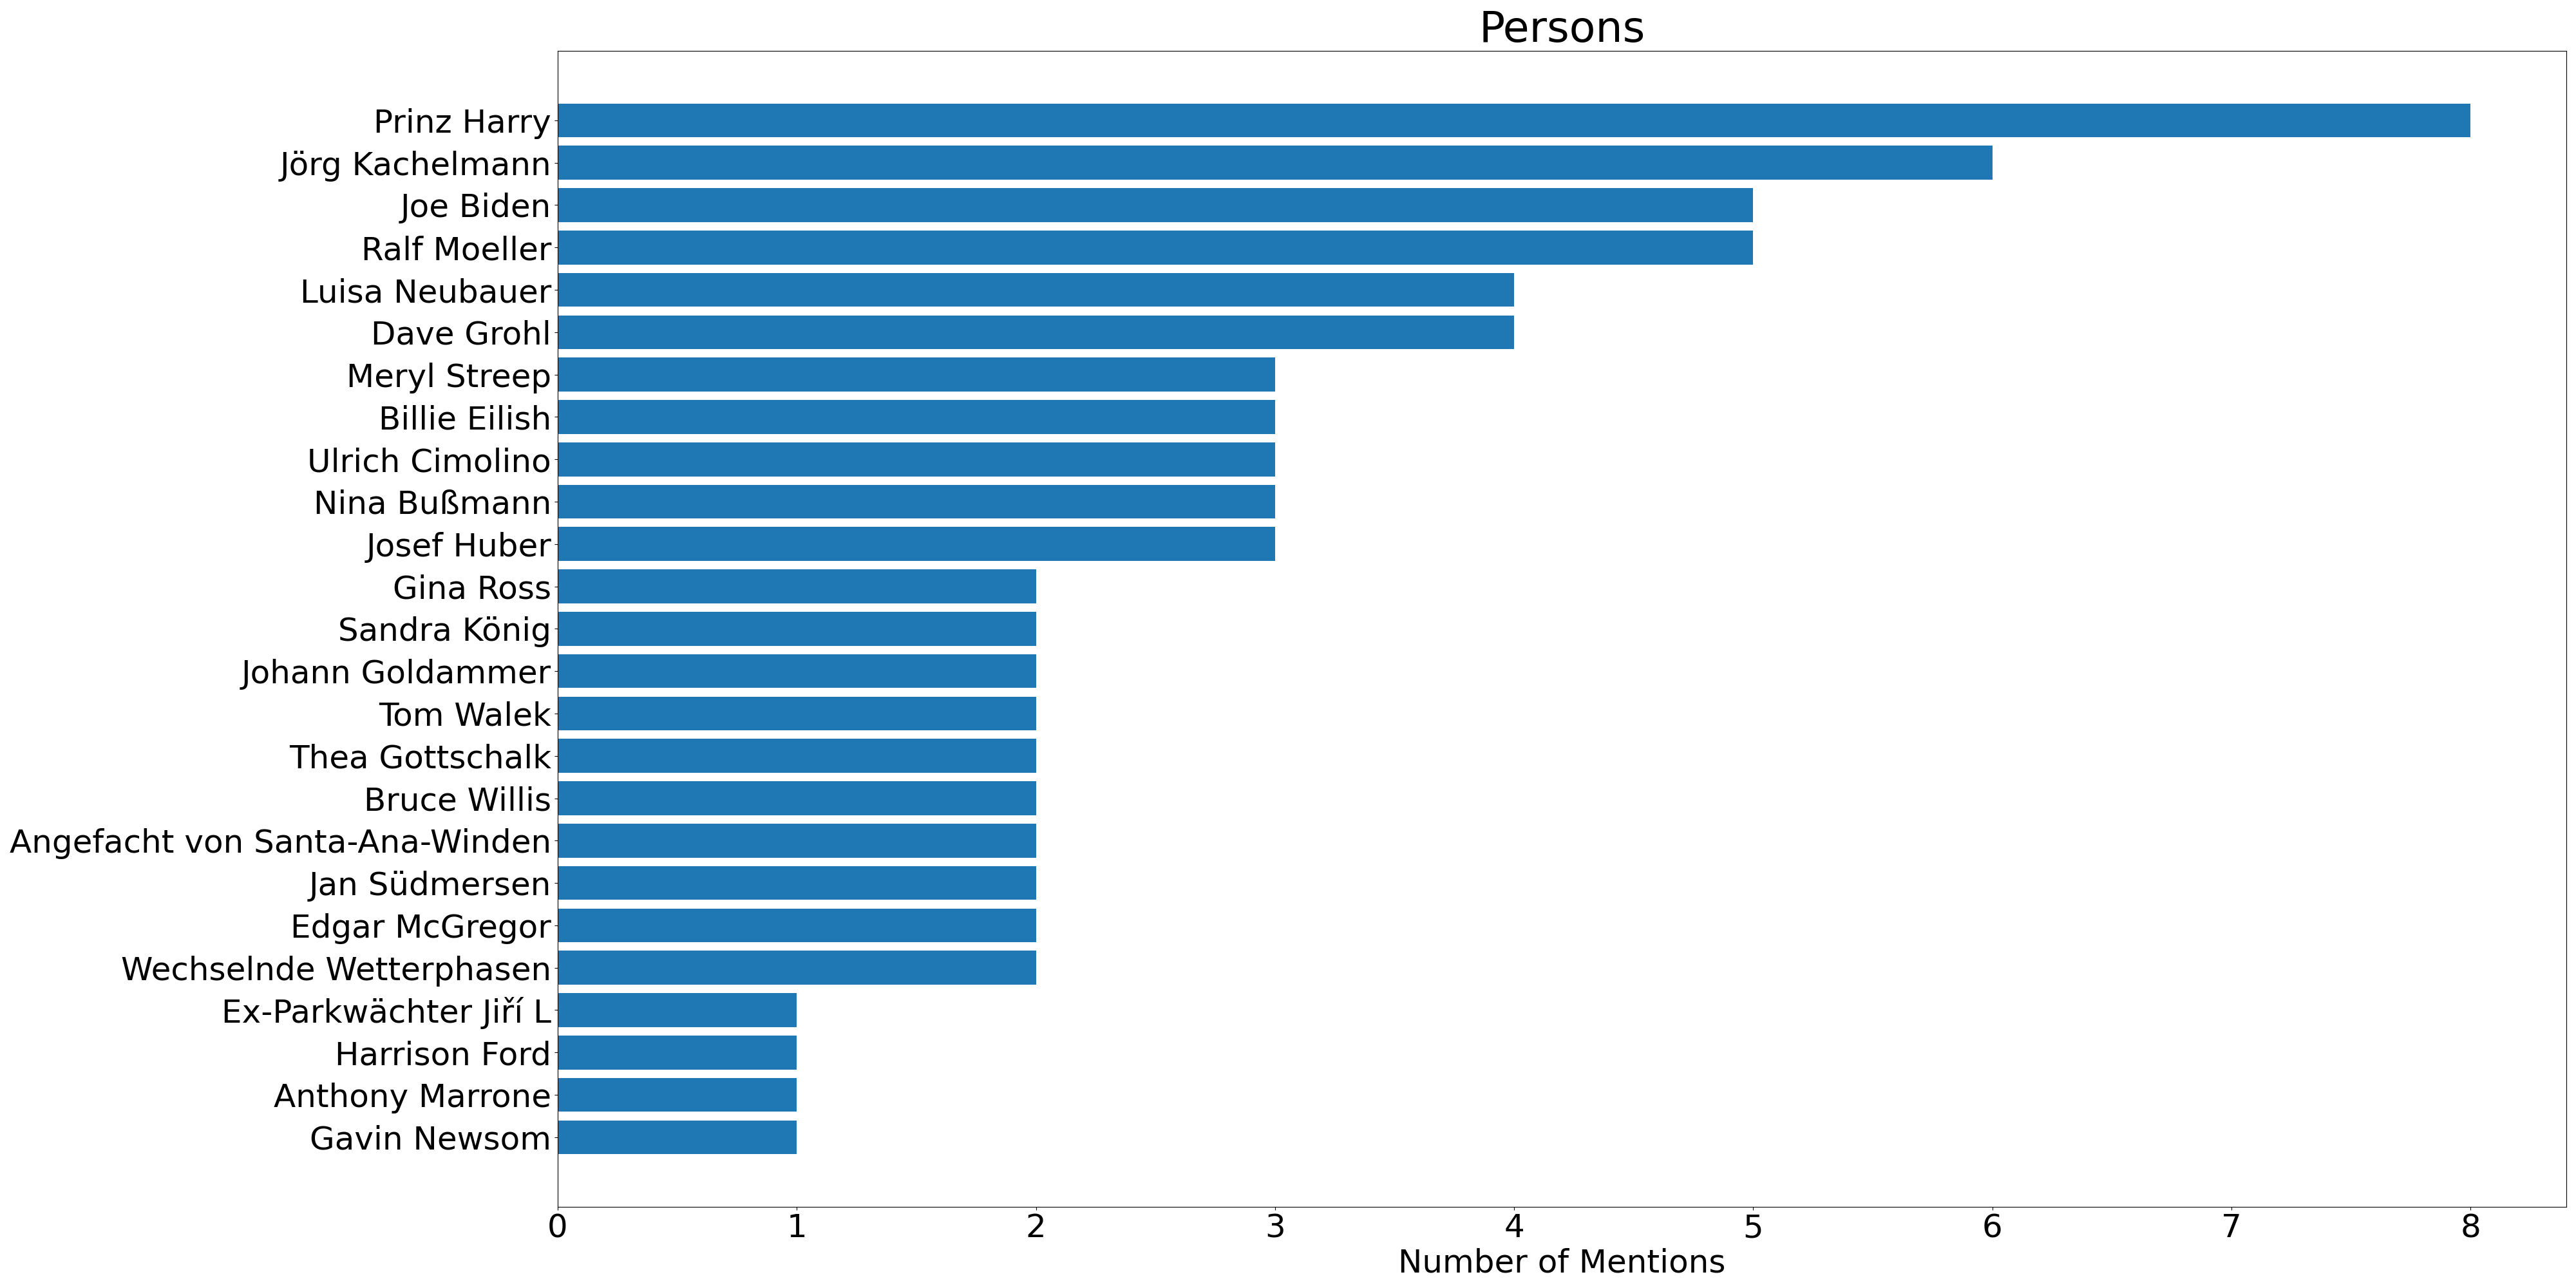 Persons
Prinz Harry
Jörg Kachelmann
Joe Biden
Ralf Moeller
Luisa Neubauer
Dave Grohl
Meryl Streep
Billie Eilish
Ulrich Cimolino
Nina Bußmann
Josef Huber
Gina Ross
Sandra König
Johann Goldammer
Tom Walek
Thea Gottschalk
Bruce Willis
Angefacht von Santa-Ana-Winden
Jan Südmersen
Edgar McGregor
Wechselnde Wetterphasen
Ex-Parkwächter Jiří L
Harrison Ford
Anthony Marrone
Gavin Newsom
0 1 2 3 4 5 6 7 8
Number of Mentions